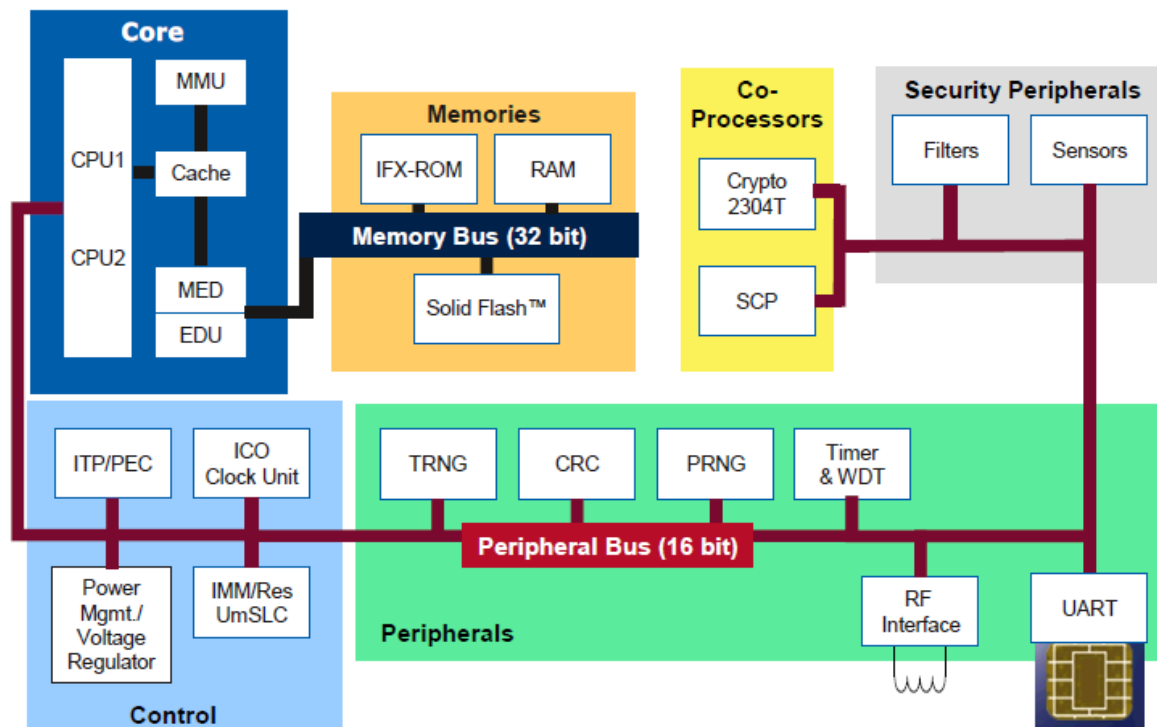 Core
CPU1
CPU2
MMU
Cache
MED
EDU
Memories
IFX-ROM
RAM
Memory Bus (32 bit)
Solid Flash™
Co-
Processors
Crypto
2304T
SCP
Security Peripherals
Filters
Sensors
ITP/PEC
ICO
Clock Unit
Power
Mgmt./
Voltage
Regulator
IMM/Res
UmSLC
Control
TRNG
CRC
PRNG
Timer
& WDT
Peripheral Bus (16 bit)
RF
Interface
UART
Peripherals